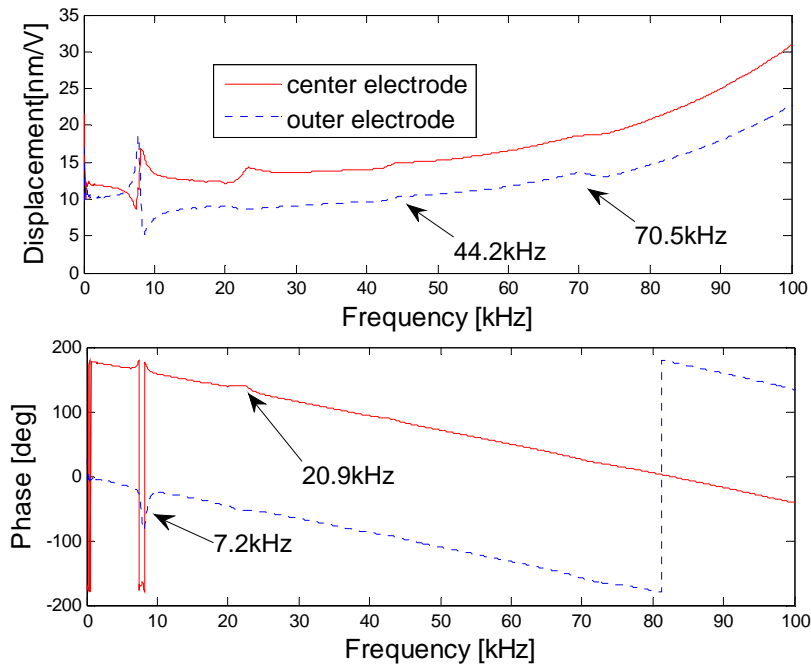 Displacement[nm/V]
35
30
25
20
15
10
5
0
center electrode
outer electrode
44.2kHz
70.5kHz
0 10 20 30 40 50 60 70 80 90 100
Frequency [kHz]
Phase [deg]
200
100
0
-100
-200
20.9kHz
7.2kHz
0 10 20 30 40 50 60 70 80 90 100
Frequency [kHz]